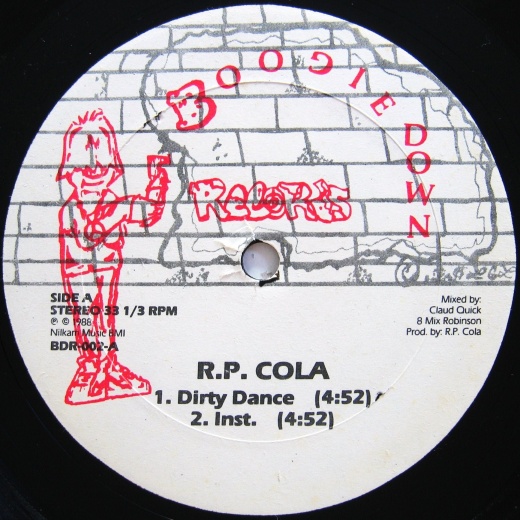 BOOGIE DOWN
RECORDS
SIDE A
STEREO 33 1/3 RPM
℗ © 1988
Nilkam Music BMI
BDR-002-A
Mixed by:
Claud Quick
8 Mix Robinson
Prod. by: R.P. Cola
R.P. COLA
1. Dirty Dance (4:52)
2. Inst. (4:52)